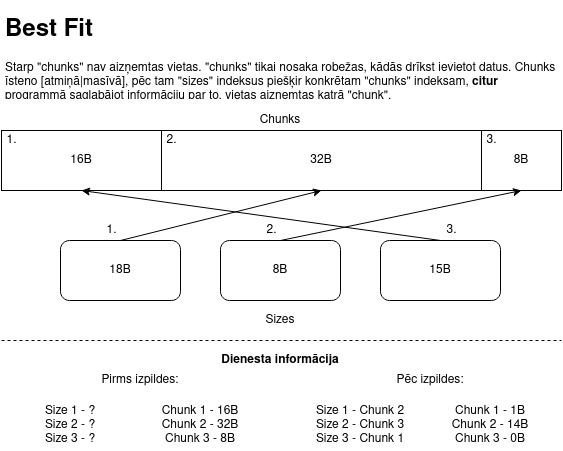 Best Fit
Starp "chunks" nav aizņemtas vietas. "chunks" tikai nosaka robežas, kādās drīkst ievietot datus. Chunks
īsteno [atmiņā|masīvā], pēc tam "sizes" indeksus piešķir konkrētam "chunks" indeksam, citur
programmā saglabājot informāciju par to, vietas aizņemtas katrā "chunk".
Chunks
1.
2.
3.
16B
32B
8B
1.
2.
3.
18B
8B
15B
Sizes
Dienesta informācija
Pirms izpildes:
Pēc izpildes:
Size 1 - ?
Size 2 - ?
Size 3 - ?
Chunk 1 - 16B
Chunk 2 - 32B
Chunk 3 - 8B
Size 1 - Chunk 2
Size 2 - Chunk 3
Size 3 - Chunk 1
Chunk 1 - 1B
Chunk 2 - 14B
Chunk 3 - 0B